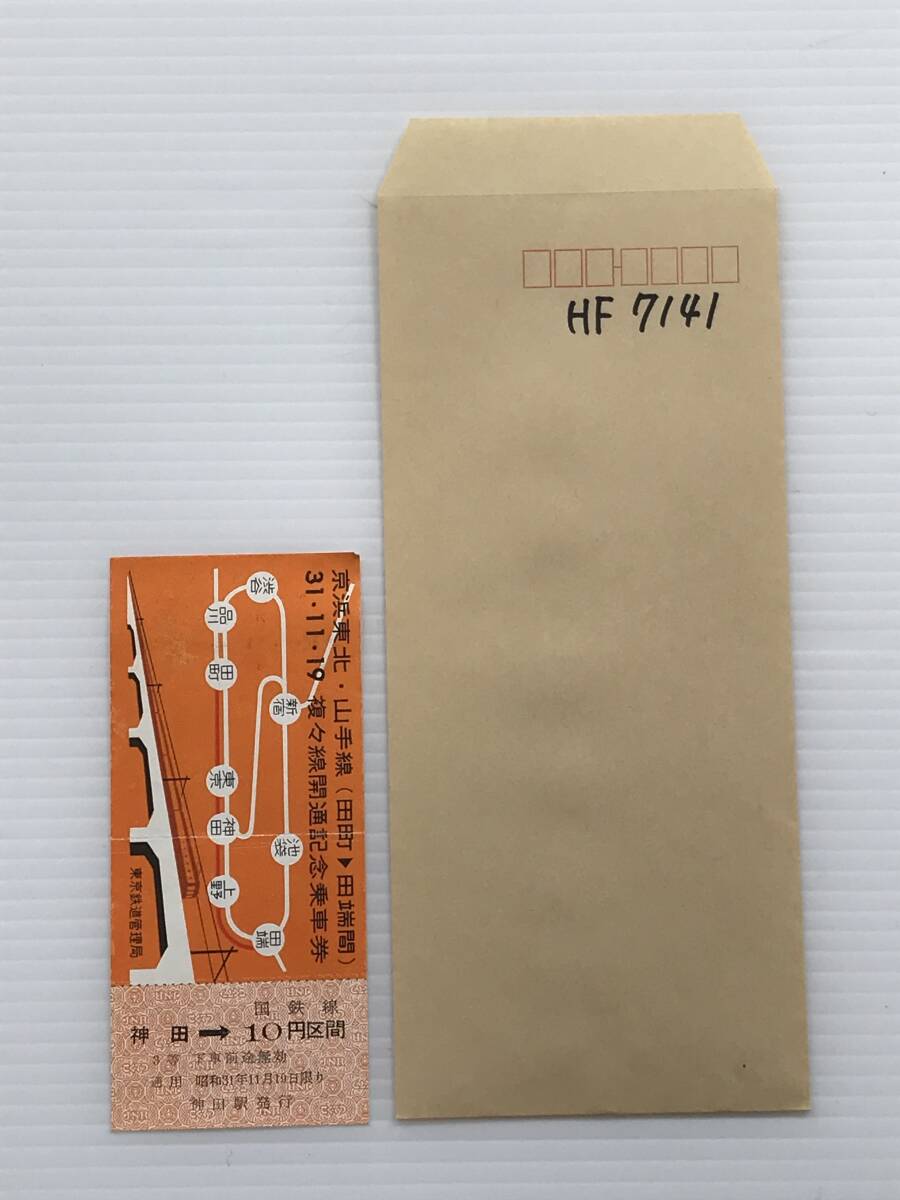 HF 7141
京浜東北・山手線（田町▶田端間）
31・11・19 複々線開通記念乗車券
渋谷
品川
田町
新宿
東京
神田
池袋
上野
田端
東京鉄道管理局
国鉄線
神田 ➡ 10円区間
3等 下車前途無効
通用 昭和31年11月19日限り
神田駅発行